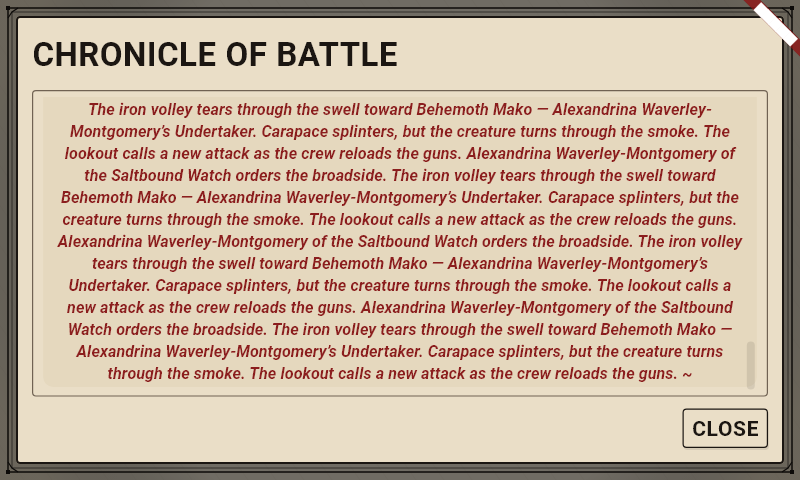 CHRONICLE OF BATTLE
The iron volley tears through the swell toward Behemoth Mako — Alexandrina Waverley-
Montgomery’s Undertaker. Carapace splinters, but the creature turns through the smoke. The
lookout calls a new attack as the crew reloads the guns. Alexandrina Waverley-Montgomery of
the Saltbound Watch orders the broadside. The iron volley tears through the swell toward
Behemoth Mako — Alexandrina Waverley-Montgomery’s Undertaker. Carapace splinters, but the
creature turns through the smoke. The lookout calls a new attack as the crew reloads the guns.
Alexandrina Waverley-Montgomery of the Saltbound Watch orders the broadside. The iron volley
tears through the swell toward Behemoth Mako — Alexandrina Waverley-Montgomery’s
Undertaker. Carapace splinters, but the creature turns through the smoke. The lookout calls a
new attack as the crew reloads the guns. Alexandrina Waverley-Montgomery of the Saltbound
Watch orders the broadside. The iron volley tears through the swell toward Behemoth Mako —
Alexandrina Waverley-Montgomery’s Undertaker. Carapace splinters, but the creature turns
through the smoke. The lookout calls a new attack as the crew reloads the guns. ~
CLOSE